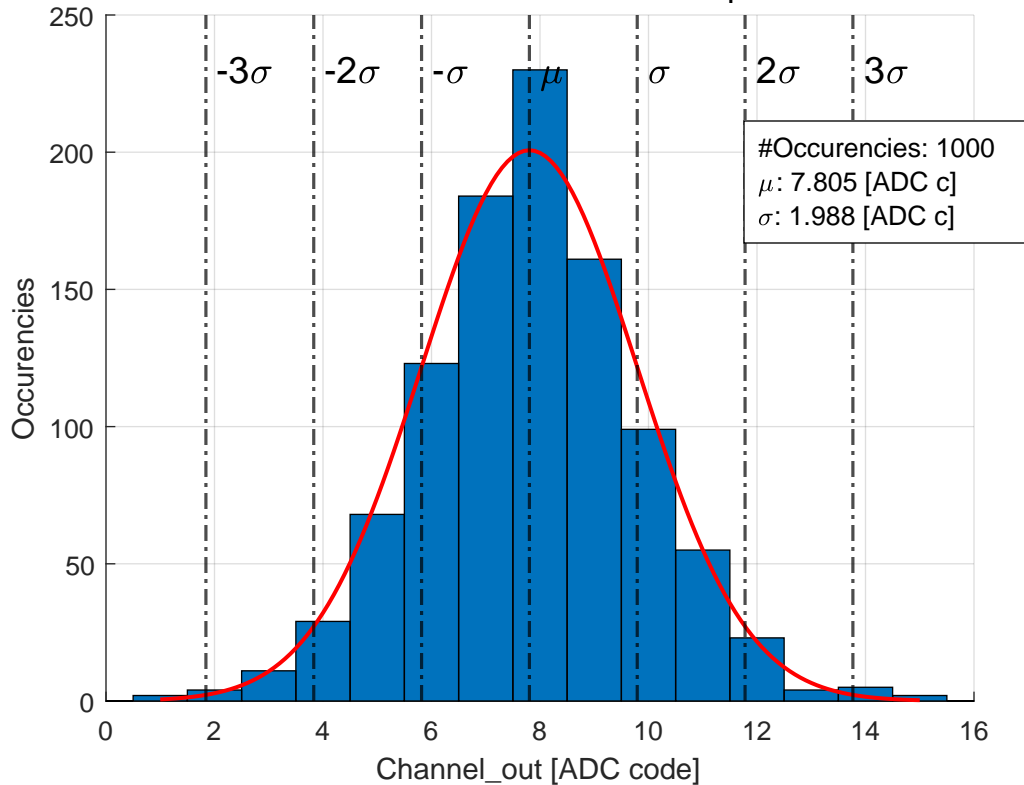 250
-3σ -2σ -σ μ σ 2σ 3σ
#Occurencies: 1000
μ: 7.805 [ADC c]
σ: 1.988 [ADC c]
200
150
100
50
0
Occurencies
0 2 4 6 8 10 12 14 16
Channel_out [ADC code]